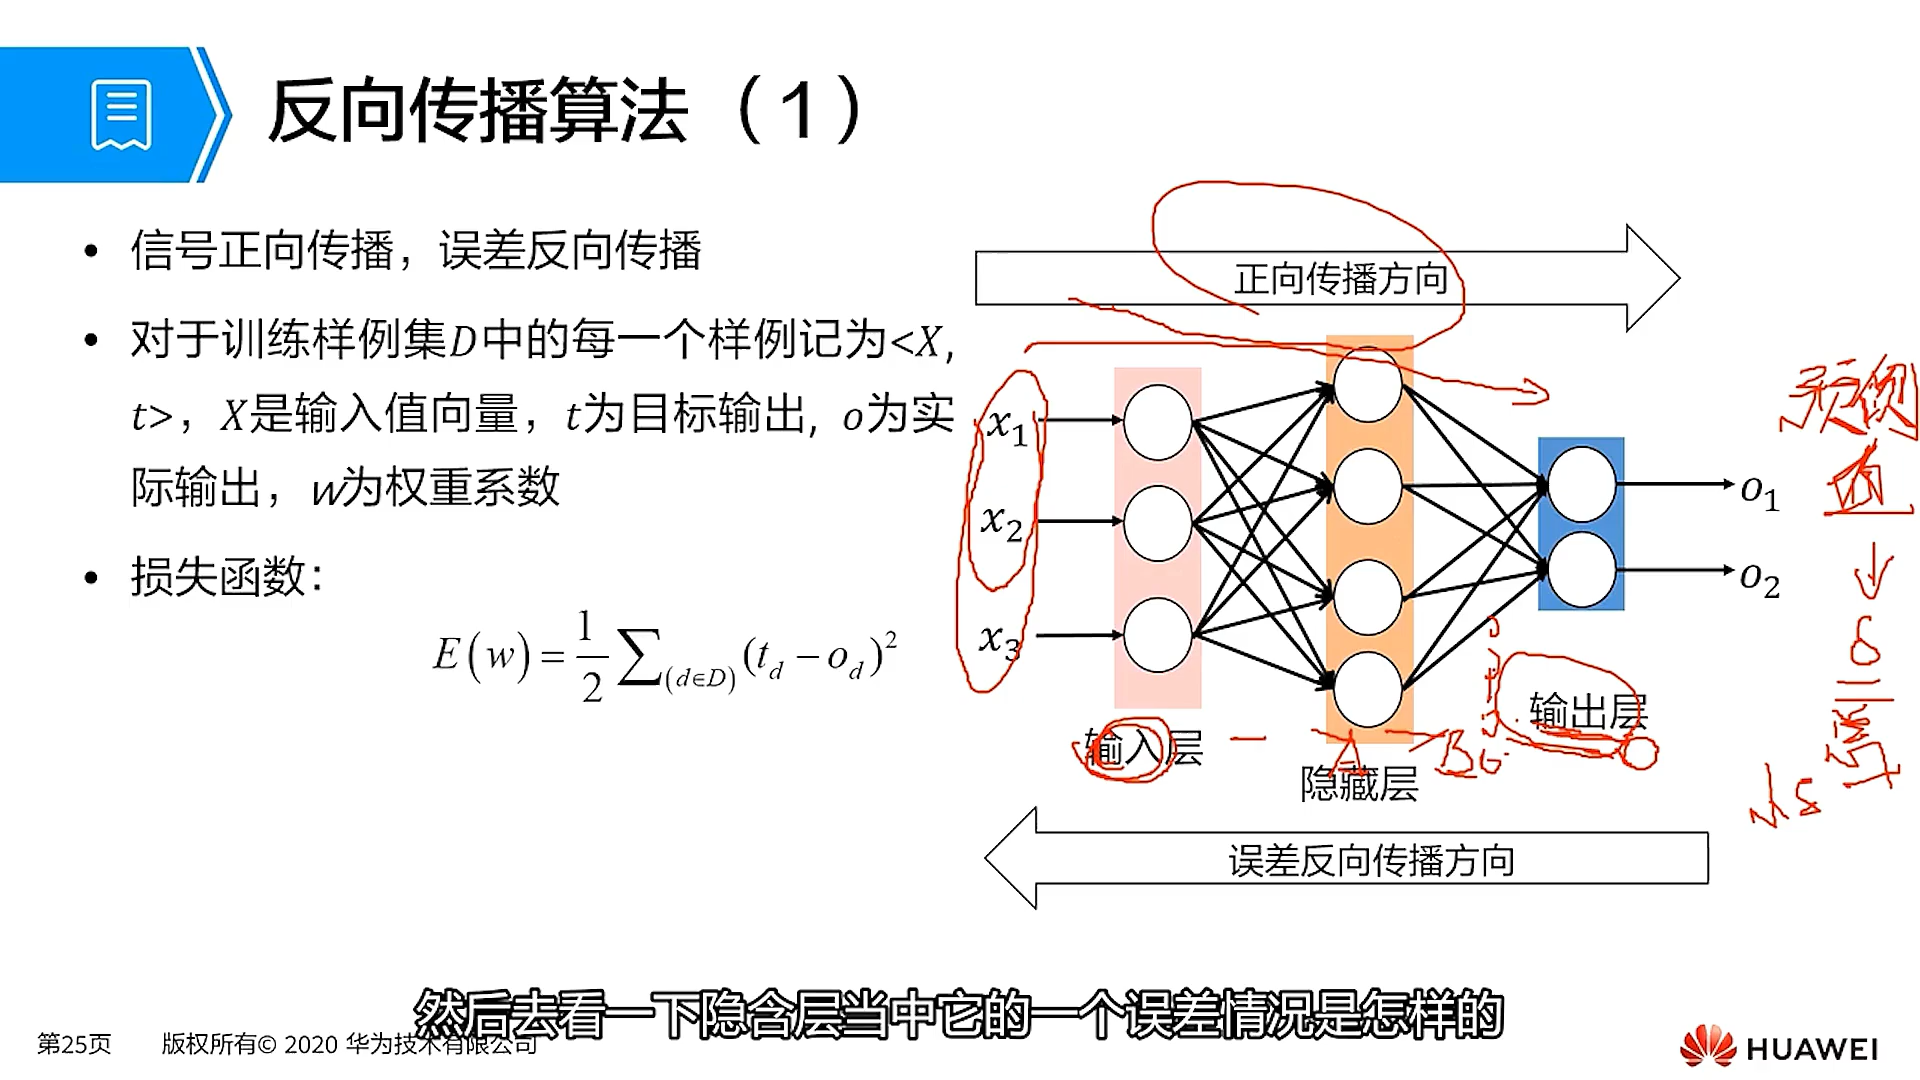 反向传播算法（1）
• 信号正向传播，误差反向传播
• 对于训练样例集D中的每一个样例记为<X,
t>，X是输入值向量，t为目标输出, o为实
际输出，w为权重系数
• 损失函数：
E(w) = 1/2 ∑(d∈D) (t_d − o_d)²
正向传播方向
x₁
x₂
x₃
o₁
o₂
预测
值
输入层
A
B
隐藏层
输出层
误差反向传播方向
然后去看一下隐含层当中它的一个误差情况是怎样的
第25页 版权所有© 2020 华为技术有限公司
HUAWEI